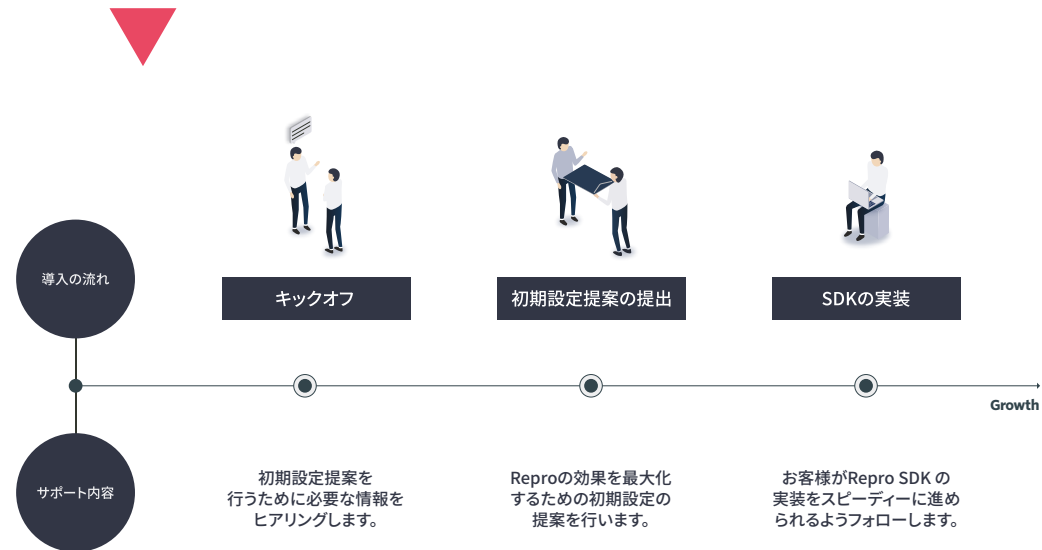 導入の流れ
キックオフ
初期設定提案の提出
SDKの実装
Growth
サポート内容
初期設定提案を
行うために必要な情報を
ヒアリングします。
Reproの効果を最大化
するための初期設定の
提案を行います。
お客様がRepro SDK の
実装をスピーディーに進め
られるようフォローします。